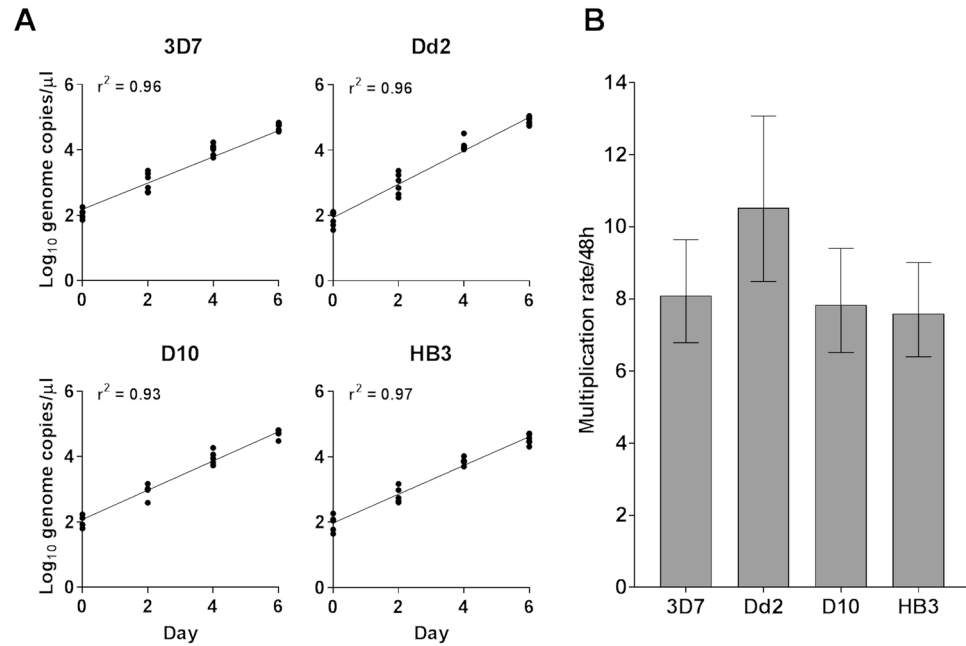 A
B
3D7
Dd2
Log₁₀ genome copies/µl
6
4
2
0
r² = 0.96
0 2 4 6
6
4
2
0
r² = 0.96
0 2 4 6
D10
HB3
Log₁₀ genome copies/µl
6
4
2
0
r² = 0.93
0 2 4 6
Day
6
4
2
0
r² = 0.97
0 2 4 6
Day
Multiplication rate/48h
14
12
10
8
6
4
2
0
3D7 Dd2 D10 HB3